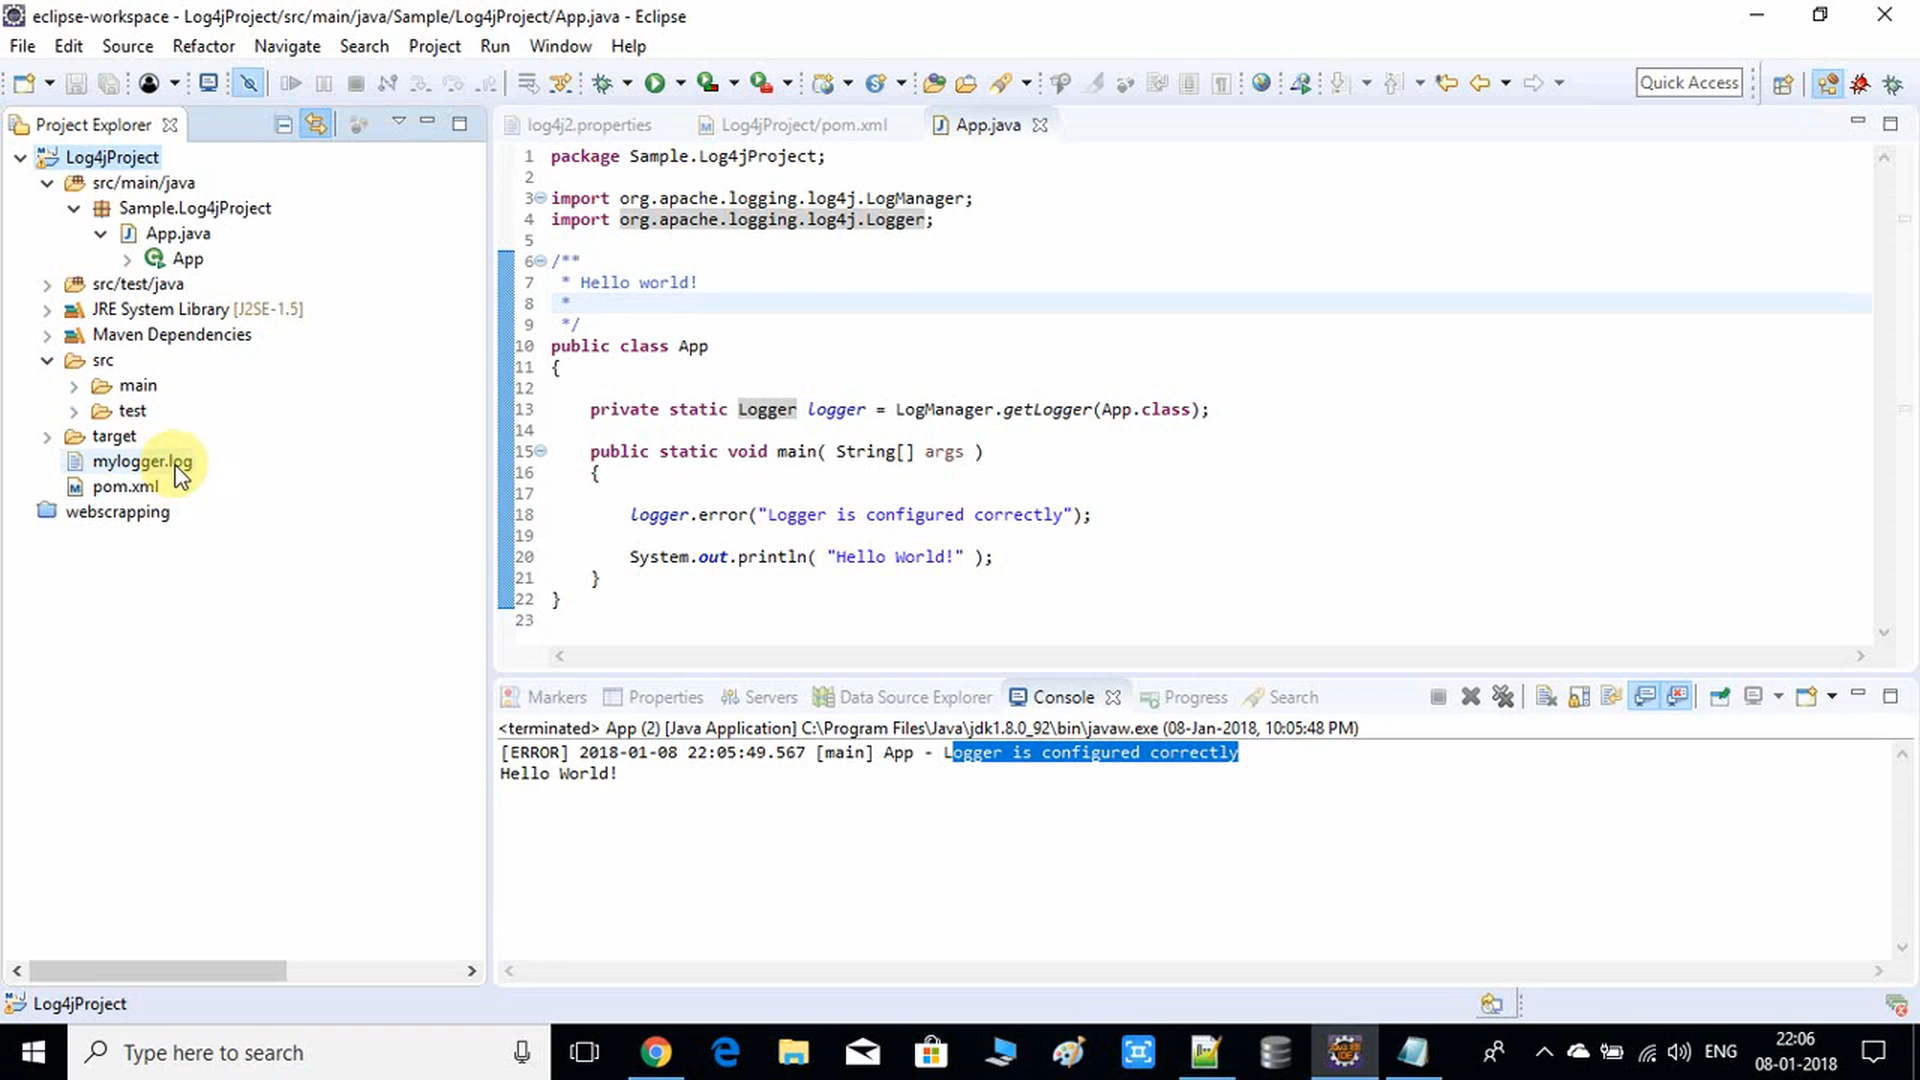 eclipse-workspace - Log4jProject/src/main/java/Sample/Log4jProject/App.java - Eclipse
File Edit Source Refactor Navigate Search Project Run Window Help
Quick Access
Project Explorer
Log4jProject
src/main/java
Sample.Log4jProject
App.java
App
src/test/java
JRE System Library [J2SE-1.5]
Maven Dependencies
src
main
test
target
mylogger.log
pom.xml
webscrapping
log4j2.properties Log4jProject/pom.xml App.java
1 package Sample.Log4jProject;
2
3 import org.apache.logging.log4j.LogManager;
4 import org.apache.logging.log4j.Logger;
5
6 /**
7 * Hello world!
8 *
9 */
10 public class App
11 {
12
13 private static Logger logger = LogManager.getLogger(App.class);
14
15 public static void main( String[] args )
16 {
17
18 logger.error("Logger is configured correctly");
19
20 System.out.println( "Hello World!" );
21 }
22 }
23
Markers Properties Servers Data Source Explorer Console Progress Search
<terminated> App (2) [Java Application] C:\Program Files\Java\jdk1.8.0_92\bin\javaw.exe (08-Jan-2018, 10:05:48 PM)
[ERROR] 2018-01-08 22:05:49.567 [main] App - Logger is configured correctly
Hello World!
Log4jProject
Type here to search
ENG
22:06
08-01-2018